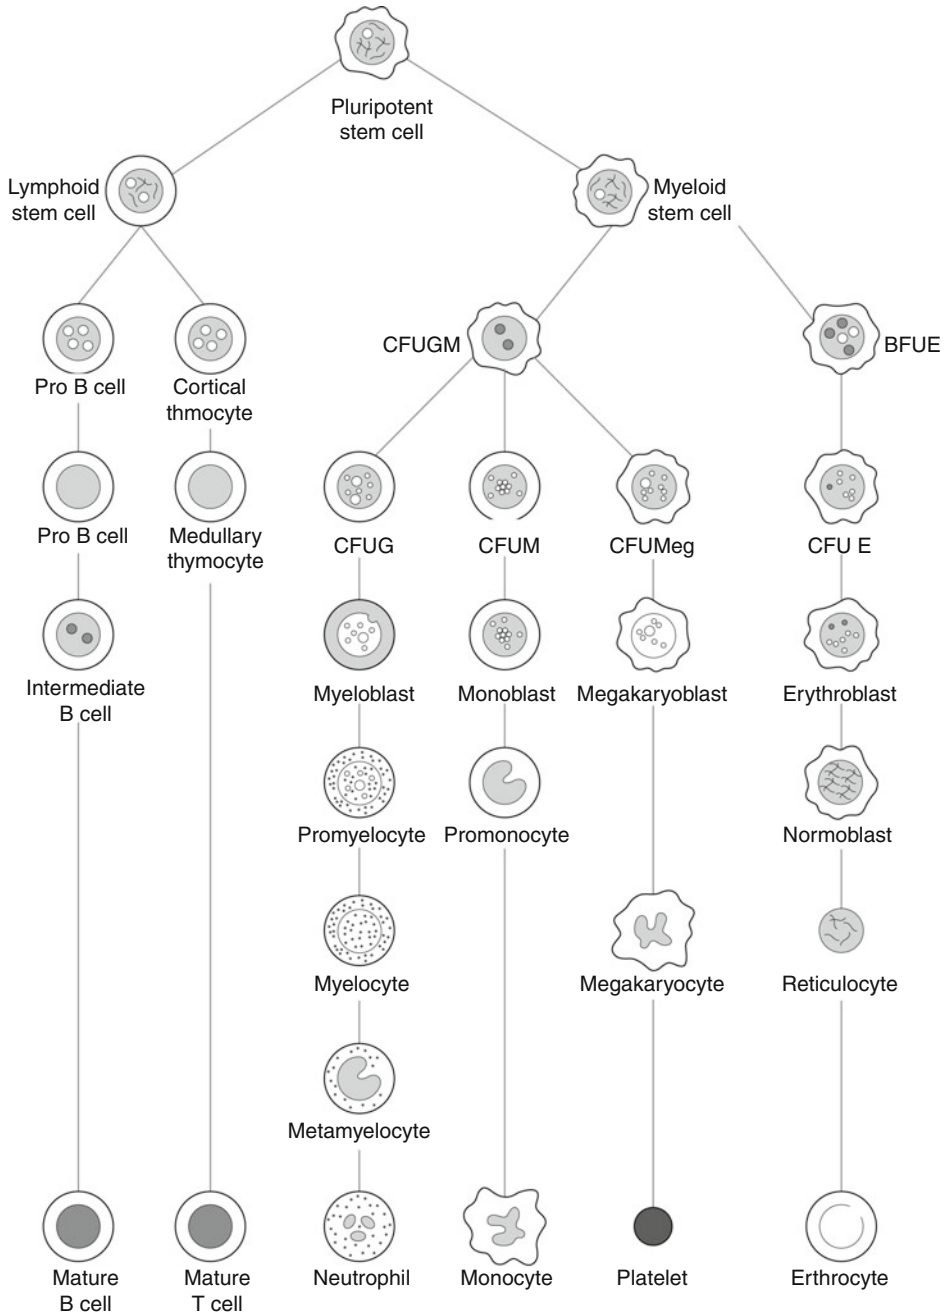 Pluripotent
stem cell
Lymphoid
stem cell
Myeloid
stem cell
CFUGM
BFUE
Pro B cell
Cortical
thmocyte
Pro B cell
Medullary
thymocyte
CFUG
CFUM
CFUMeg
CFU E
Intermediate
B cell
Myeloblast
Monoblast
Megakaryoblast
Erythroblast
Promyelocyte
Promonocyte
Normoblast
Myelocyte
Megakaryocyte
Reticulocyte
Metamyelocyte
Mature
B cell
Mature
T cell
Neutrophil
Monocyte
Platelet
Erthrocyte